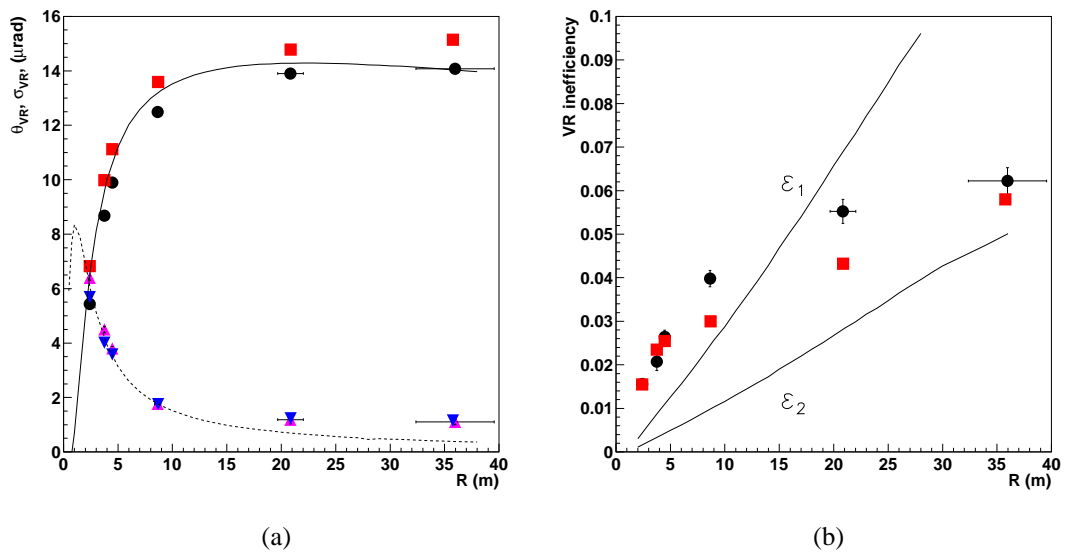 θVR, σVR, (μrad)
16
14
12
10
8
6
4
2
0
0 5 10 15 20 25 30 35 40
R (m)
(a)
VR inefficiency
0.1
0.09
0.08
0.07
0.06
0.05
0.04
0.03
0.02
0.01
0
ε1
ε2
0 5 10 15 20 25 30 35 40
R (m)
(b)